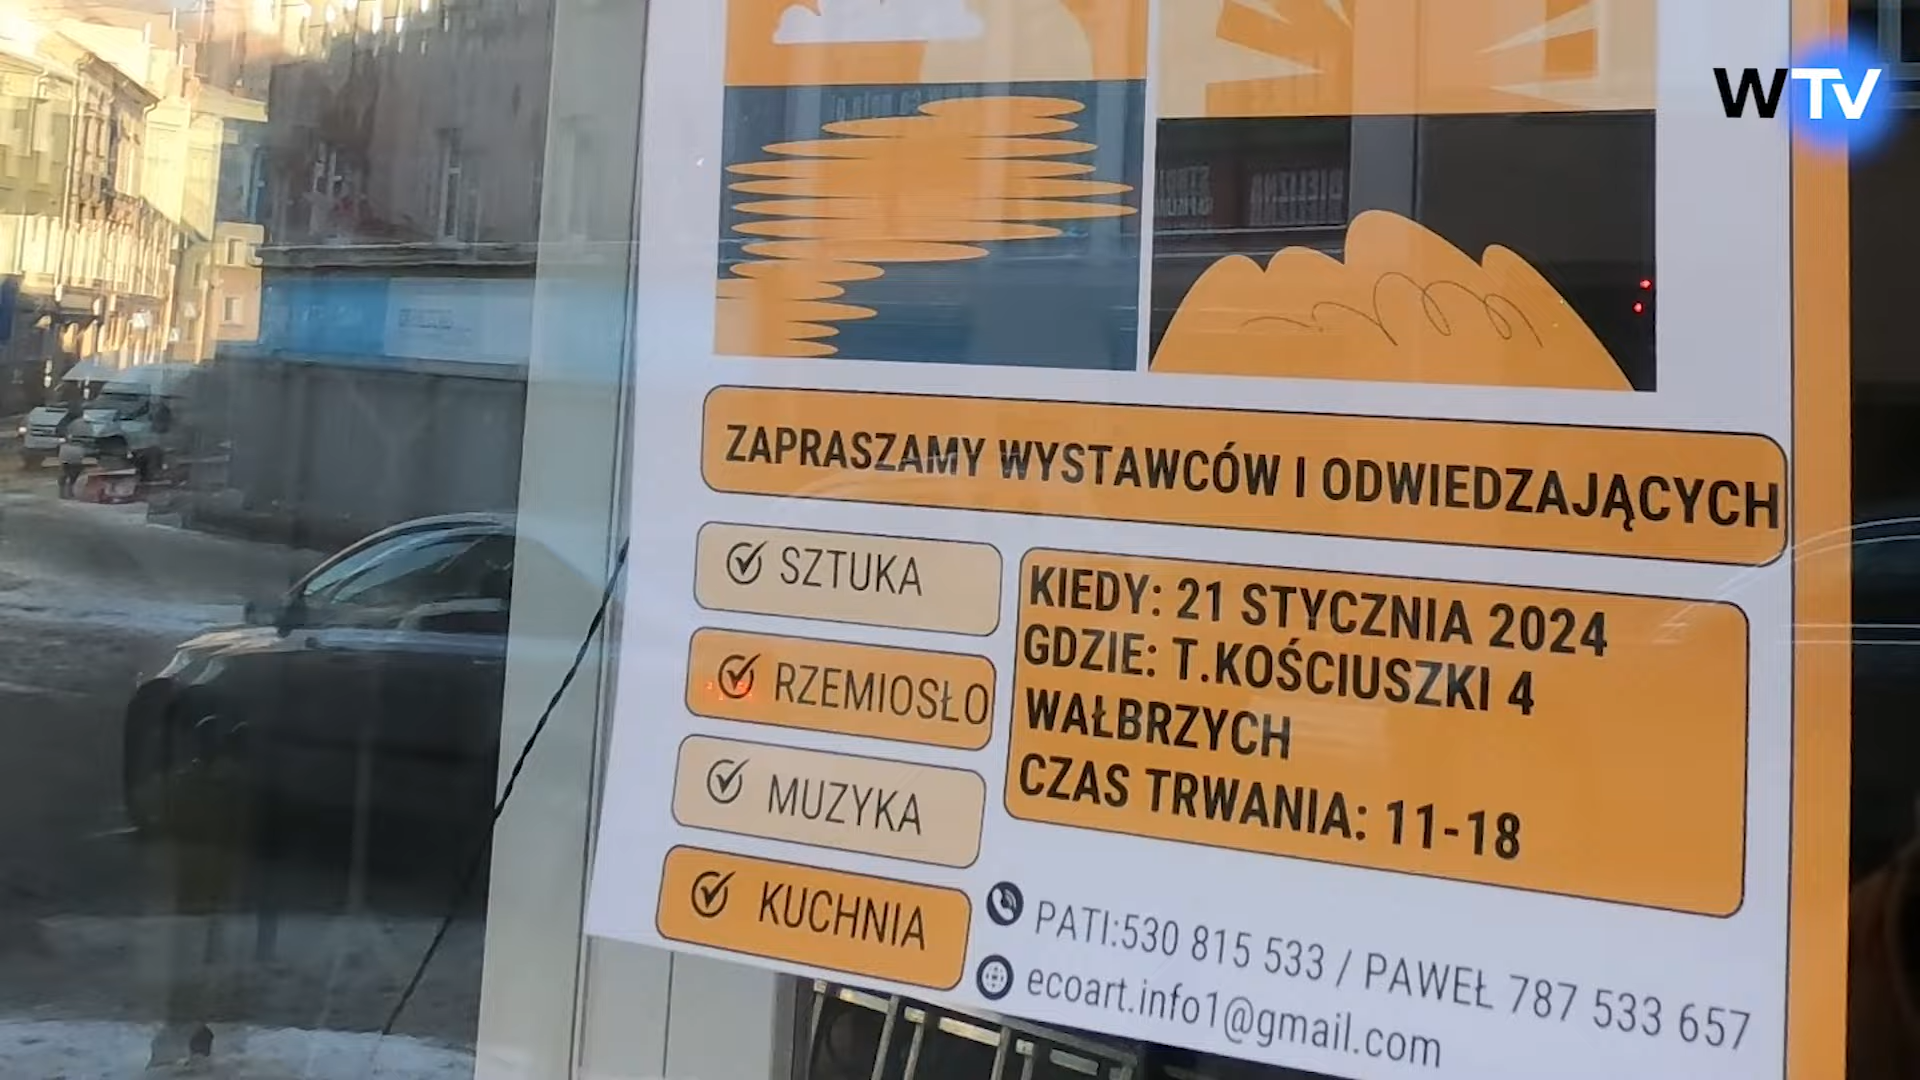 WTV
ZAPRASZAMY WYSTAWCÓW I ODWIEDZAJĄCYCH
SZTUKA
RZEMIOSŁO
MUZYKA
KUCHNIA
KIEDY: 21 STYCZNIA 2024
GDZIE: T.KOŚCIUSZKI 4
WAŁBRZYCH
CZAS TRWANIA: 11-18
PATI:530 815 533 / PAWEŁ 787 533 657
ecoart.info1@gmail.com